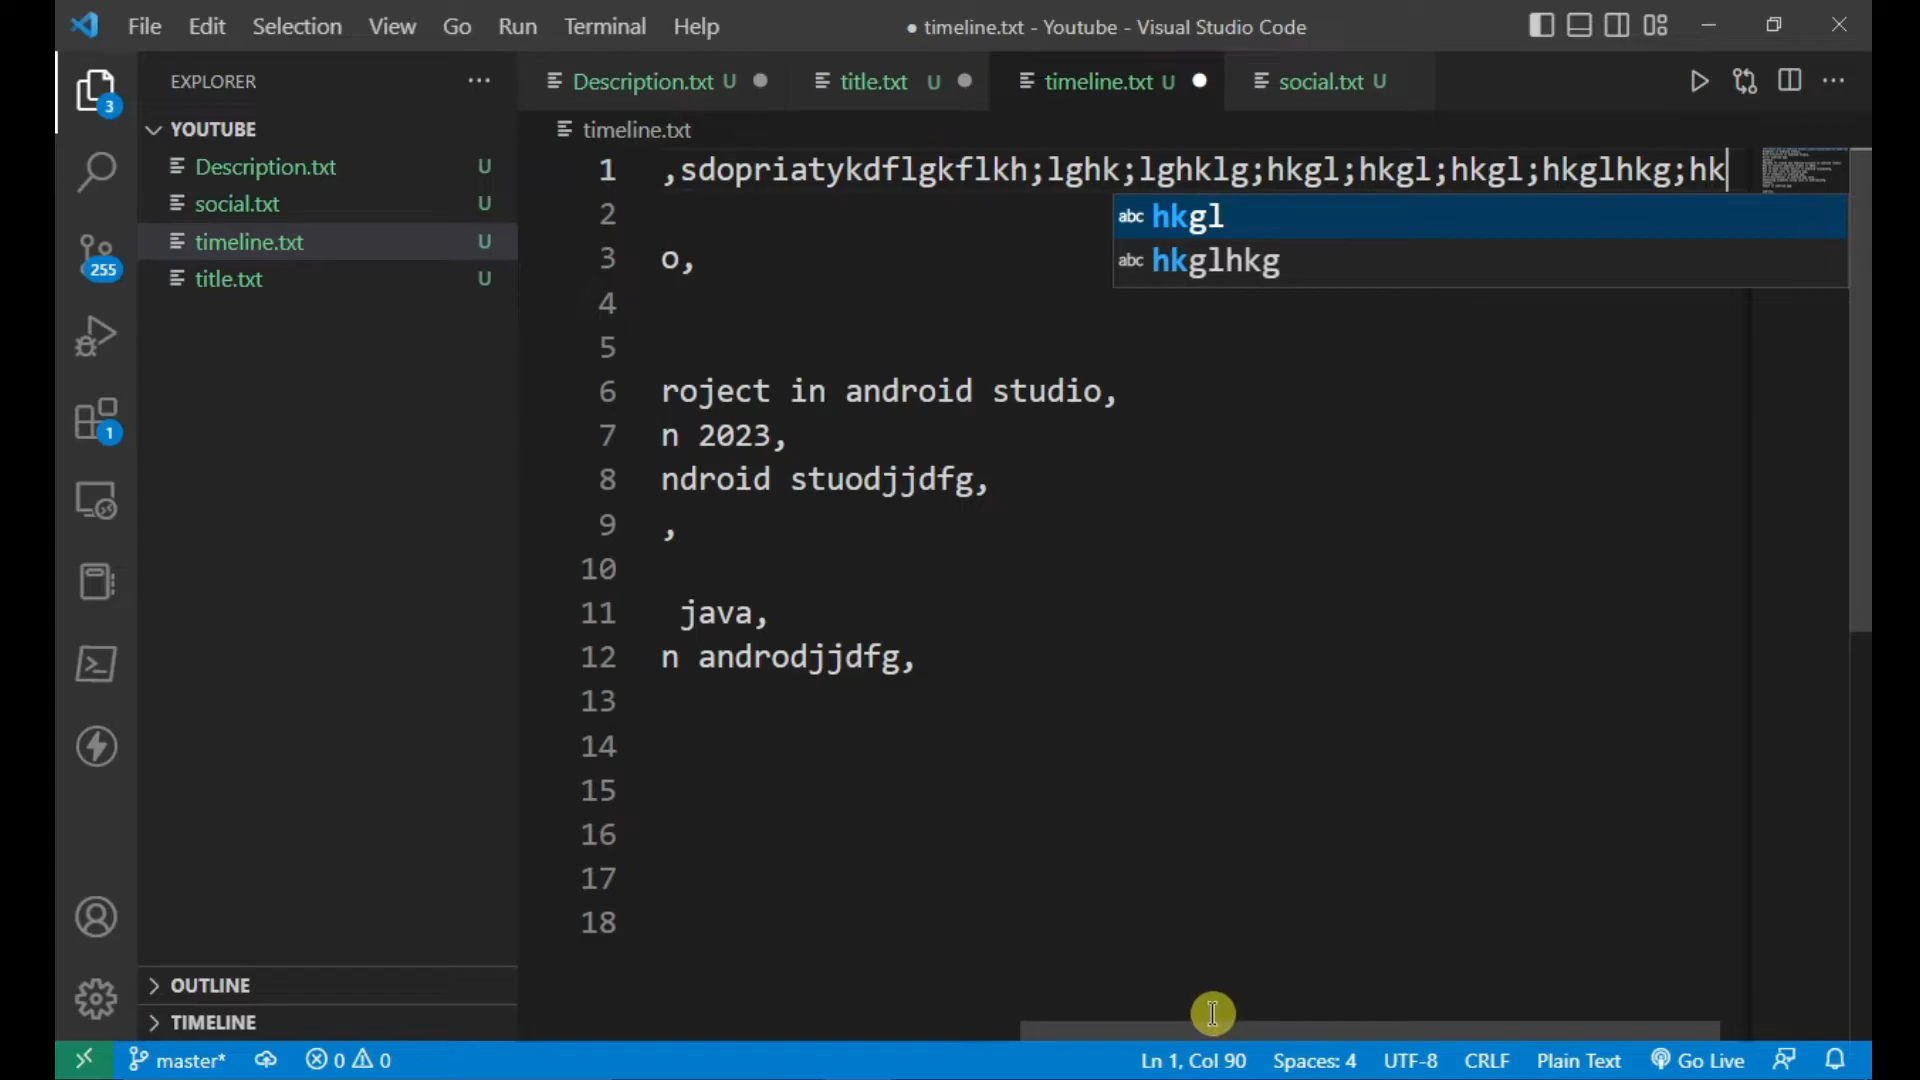 File Edit Selection View Go Run Terminal Help ● timeline.txt - Youtube - Visual Studio Code
EXPLORER ···
Description.txt U ● title.txt U ● timeline.txt U ● social.txt U
3
YOUTUBE
timeline.txt
Description.txt U
social.txt U
timeline.txt U
title.txt U
255
1
1 ,sdopriatykdflgkflkh;lghk;lghklg;hkgl;hkgl;hkgl;hkglhkg;hk
abc hkgl
abc hkglhkg
2
3 o,
4
5
6 roject in android studio,
7 n 2023,
8 ndroid stuodjjdfg,
9 ,
10
11 java,
12 n androdjjdfg,
13
14
15
16
17
18
OUTLINE
TIMELINE
master* 0 0 Ln 1, Col 90 Spaces: 4 UTF-8 CRLF Plain Text Go Live